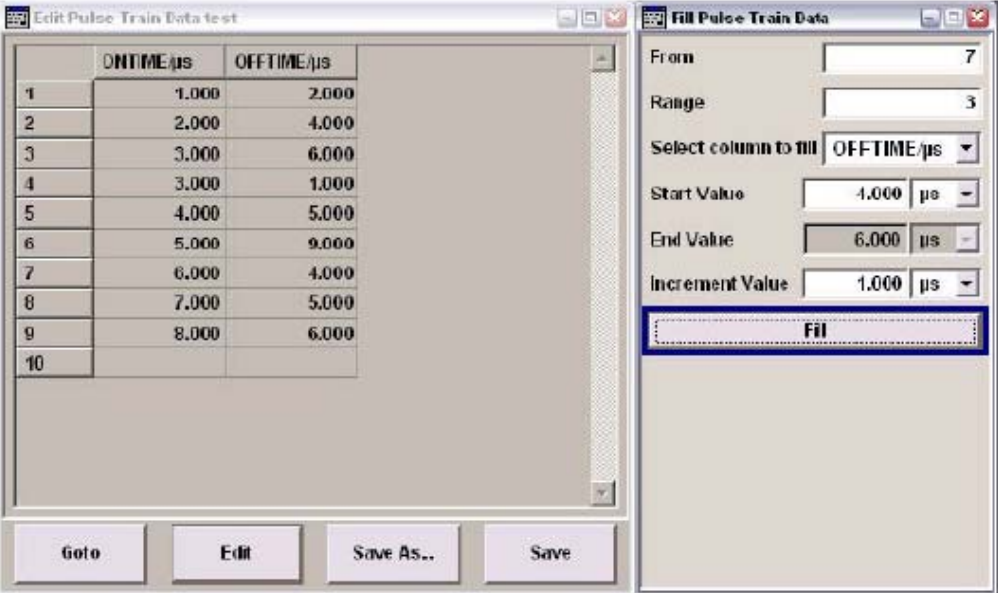 Edit Pulse Train Data test
ONTIME/µs OFFTIME/µs
1 1.000 2.000
2 2.000 4.000
3 3.000 6.000
4 3.000 1.000
5 4.000 5.000
6 5.000 9.000
7 6.000 4.000
8 7.000 5.000
9 8.000 6.000
10
Goto Edit Save As... Save
Fill Pulse Train Data
From 7
Range 3
Select column to fill OFFTIME/µs
Start Value 4.000 µs
End Value 6.000 µs
Increment Value 1.000 µs
Fill